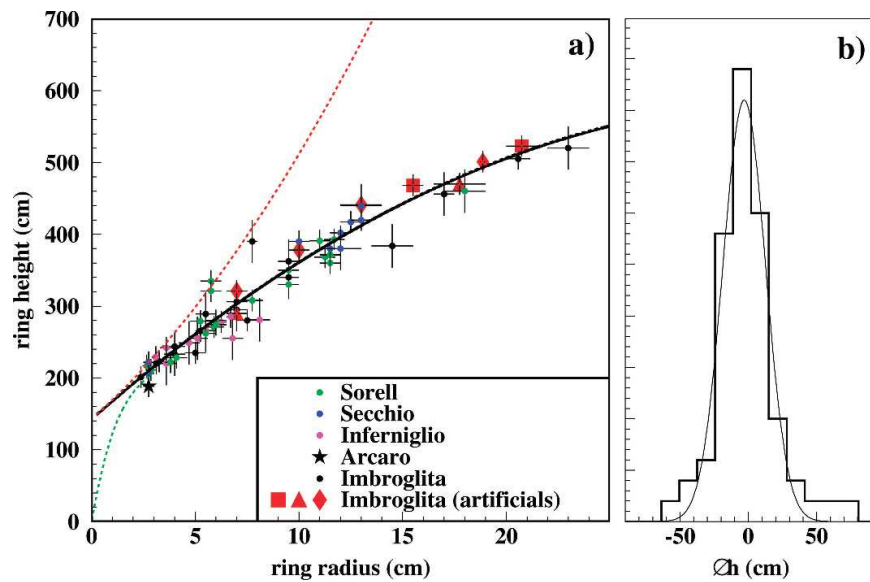 700
600
500
400
300
200
100
0
ring height (cm)
a)
Sorell
Secchio
Inferniglio
Arcaro
Imbroglita
Imbroglita (artificials)
0 5 10 15 20
ring radius (cm)
b)
-50 0 50
∅h (cm)